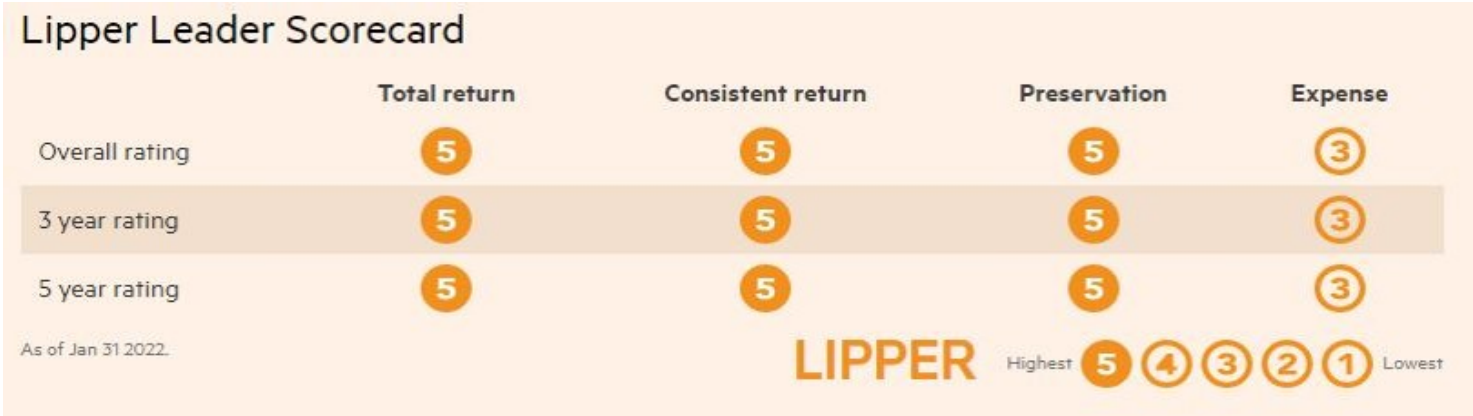 Lipper Leader Scorecard
Total return Consistent return Preservation Expense
Overall rating 5 5 5 3
3 year rating 5 5 5 3
5 year rating 5 5 5 3
As of Jan 31 2022.
LIPPER Highest 5 4 3 2 1 Lowest